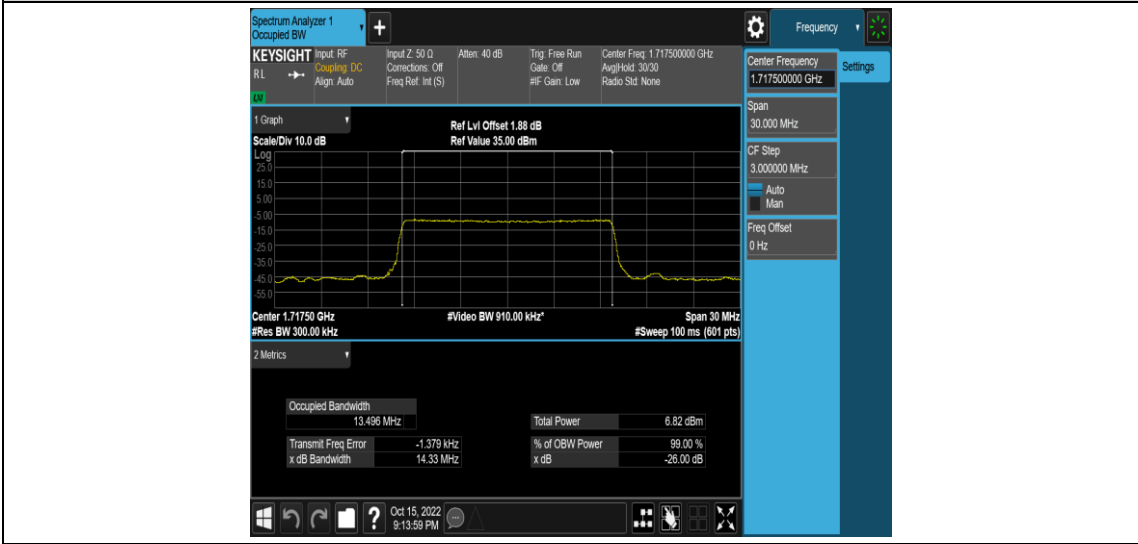 Spectrum Analyzer 1
Occupied BW
+
Frequency
KEYSIGHT Input: RF Input Z: 50 Ω Atten: 40 dB Trig: Free Run Center Freq: 1.717500000 GHz
RL Coupling: DC Corrections: Off Gate: Off Avg|Hold: 30/30
Align: Auto Freq Ref: Int (S) #IF Gain: Low Radio Std: None
Center Frequency
1.717500000 GHz
Settings
Span
30.000 MHz
CF Step
3.000000 MHz
Auto
Man
Freq Offset
0 Hz
1 Graph
Ref Lvl Offset 1.88 dB
Scale/Div 10.0 dB Ref Value 35.00 dBm
Log
25.0
15.0
5.00
-5.00
-15.0
-25.0
-35.0
-45.0
-55.0
Center 1.71750 GHz #Video BW 910.00 kHz* Span 30 MHz
#Res BW 300.00 kHz #Sweep 100 ms (601 pts)
2 Metrics
Occupied Bandwidth
13.496 MHz Total Power 6.82 dBm
Transmit Freq Error -1.379 kHz % of OBW Power 99.00 %
x dB Bandwidth 14.33 MHz x dB -26.00 dB
? Oct 15, 2022
9:13:59 PM